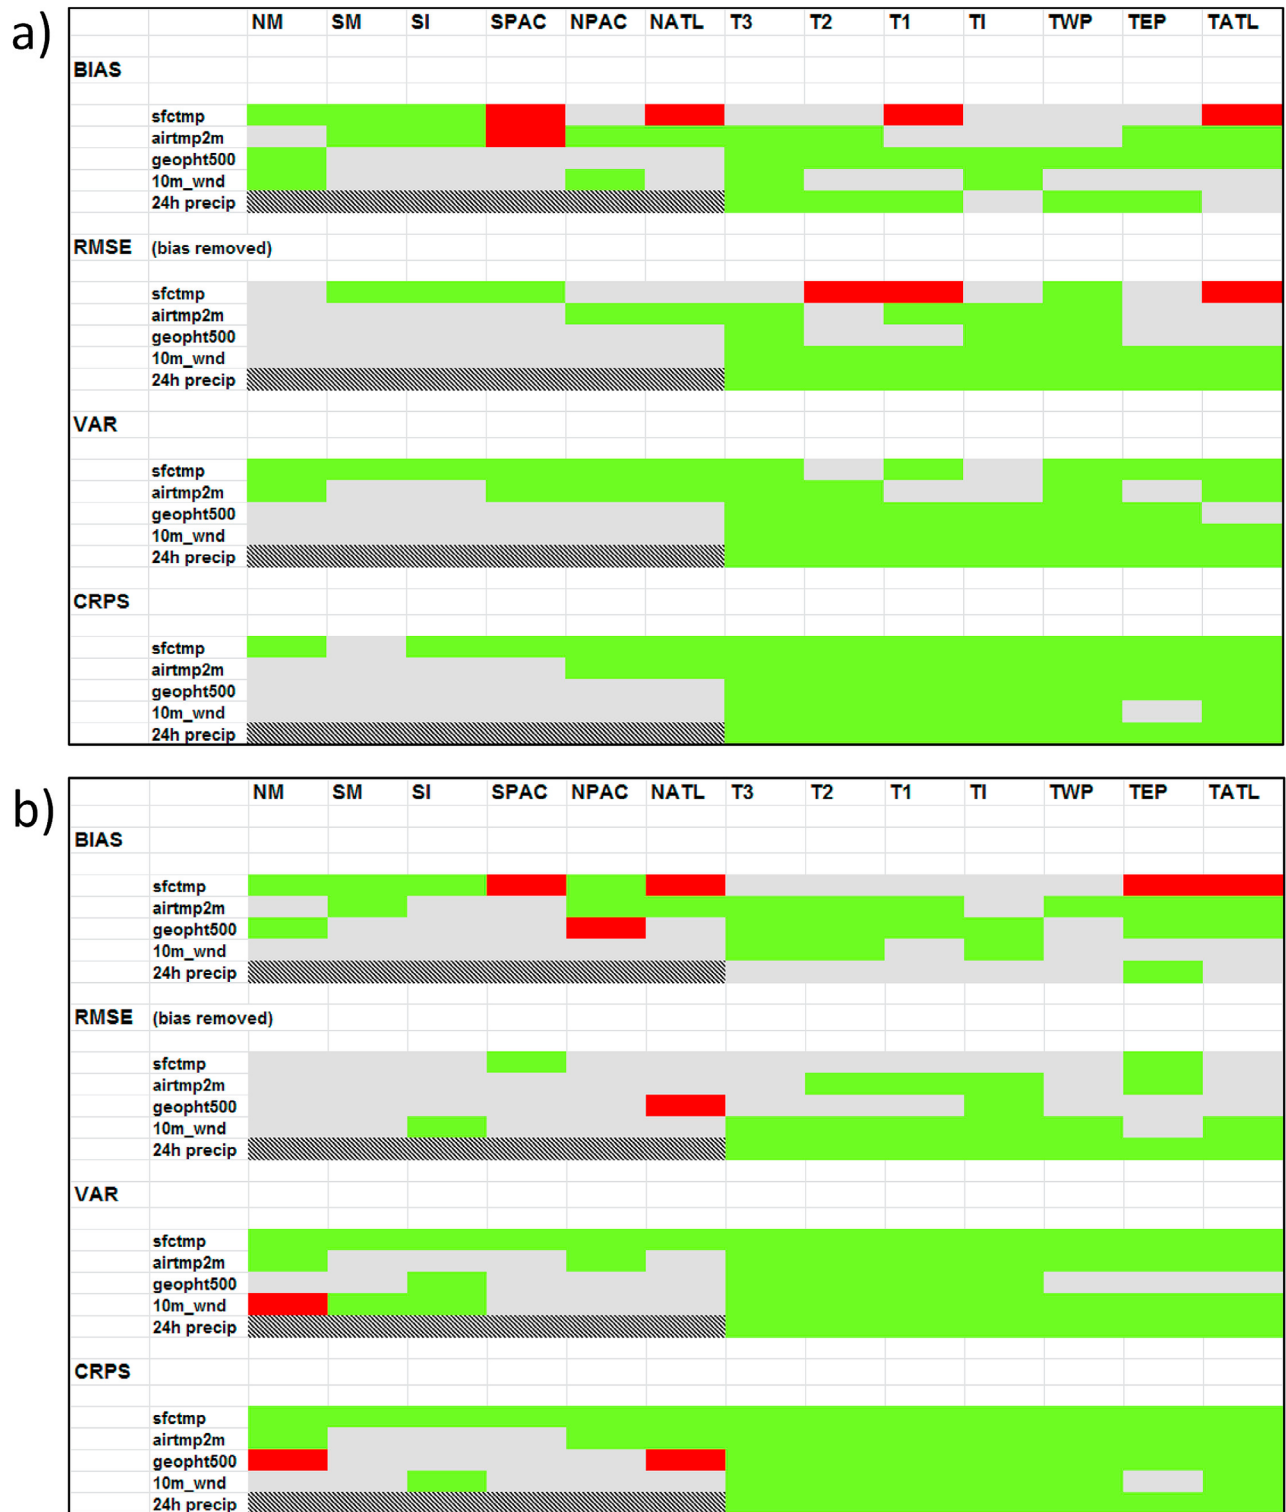 a)
NM SM SI SPAC NPAC NATL T3 T2 T1 TI TWP TEP TATL
BIAS
sfctmp
airtmp2m
geopht500
10m_wnd
24h precip
RMSE (bias removed)
sfctmp
airtmp2m
geopht500
10m_wnd
24h precip
VAR
sfctmp
airtmp2m
geopht500
10m_wnd
24h precip
CRPS
sfctmp
airtmp2m
geopht500
10m_wnd
24h precip
b)
NM SM SI SPAC NPAC NATL T3 T2 T1 TI TWP TEP TATL
BIAS
sfctmp
airtmp2m
geopht500
10m_wnd
24h precip
RMSE (bias removed)
sfctmp
airtmp2m
geopht500
10m_wnd
24h precip
VAR
sfctmp
airtmp2m
geopht500
10m_wnd
24h precip
CRPS
sfctmp
airtmp2m
geopht500
10m_wnd
24h precip